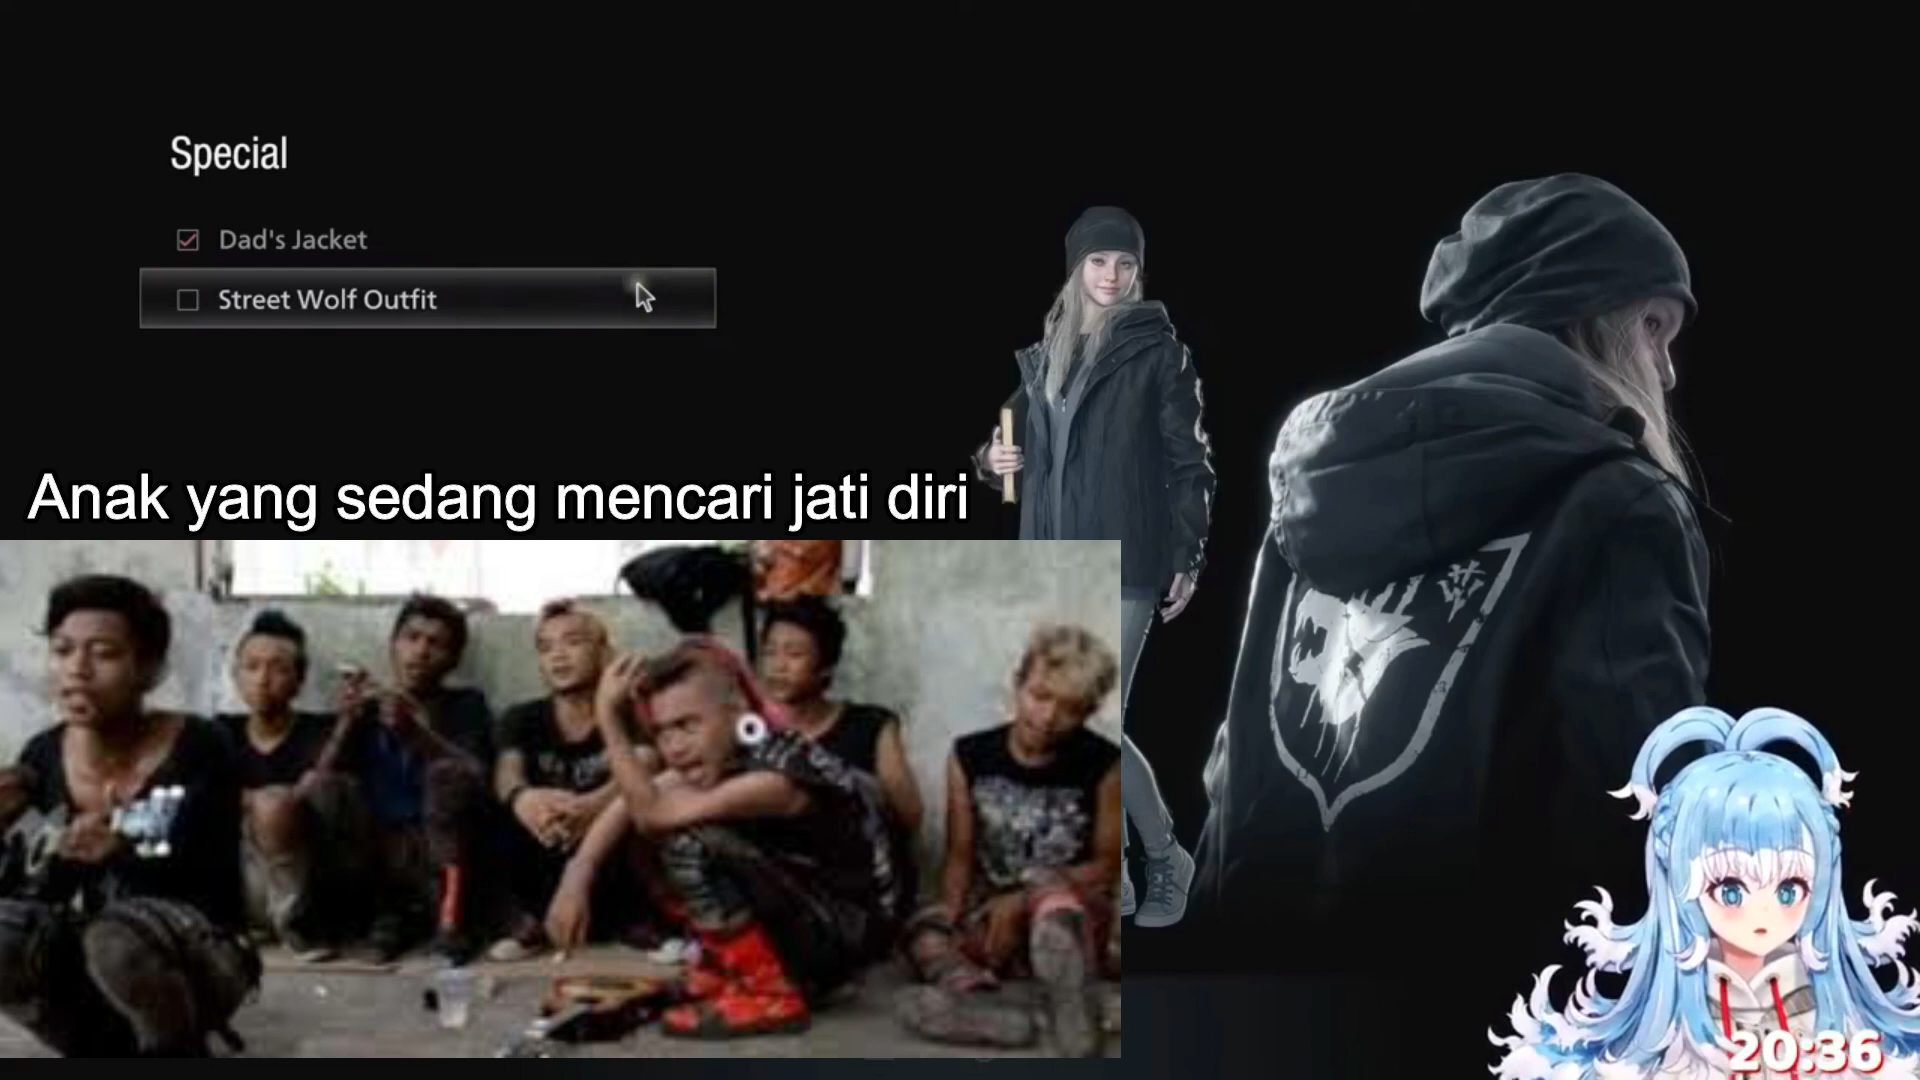 Special
Dad's Jacket
Street Wolf Outfit
Anak yang sedang mencari jati diri
20:36